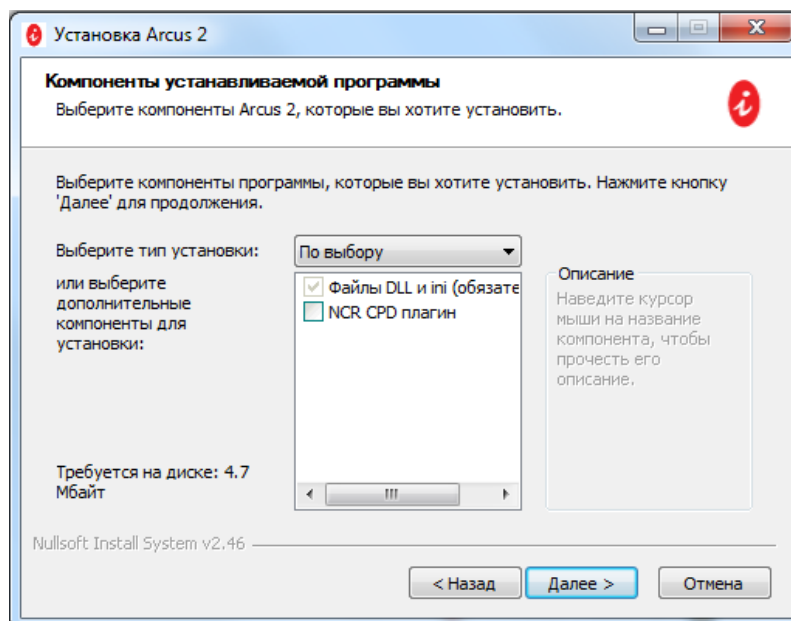 Установка Arcus 2
Компоненты устанавливаемой программы
Выберите компоненты Arcus 2, которые вы хотите установить.
Выберите компоненты программы, которые вы хотите установить. Нажмите кнопку
'Далее' для продолжения.
Выберите тип установки:
По выбору
или выберите
дополнительные
компоненты для
установки:
Файлы DLL и ini (обязате
NCR CPD плагин
Описание
Наведите курсор
мыши на название
компонента, чтобы
прочесть его
описание.
Требуется на диске: 4.7
Мбайт
Nullsoft Install System v2.46
< Назад
Далее >
Отмена